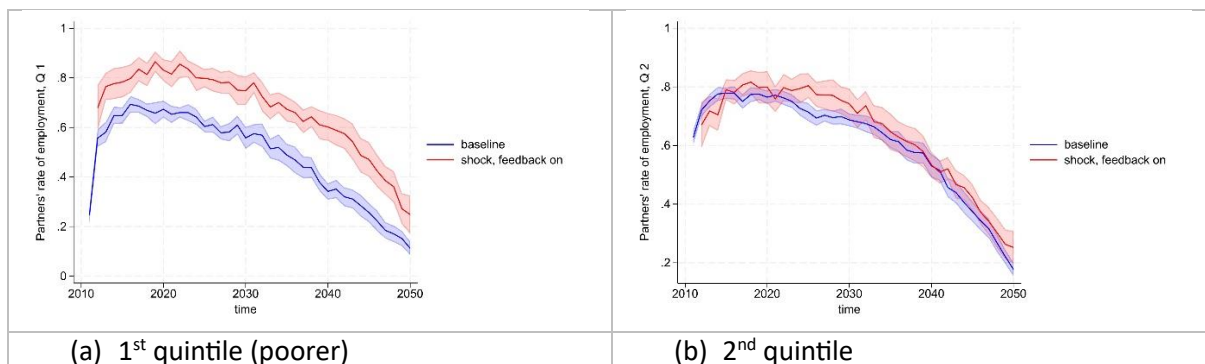 Partners' rate of employment, Q 1
1
.8
.6
.4
.2
0
2010 2020 2030 2040 2050
time
baseline
shock, feedback on
(a) 1st quintile (poorer)
Partners' rate of employment, Q 2
1
.8
.6
.4
.2
2010 2020 2030 2040 2050
time
baseline
shock, feedback on
(b) 2nd quintile